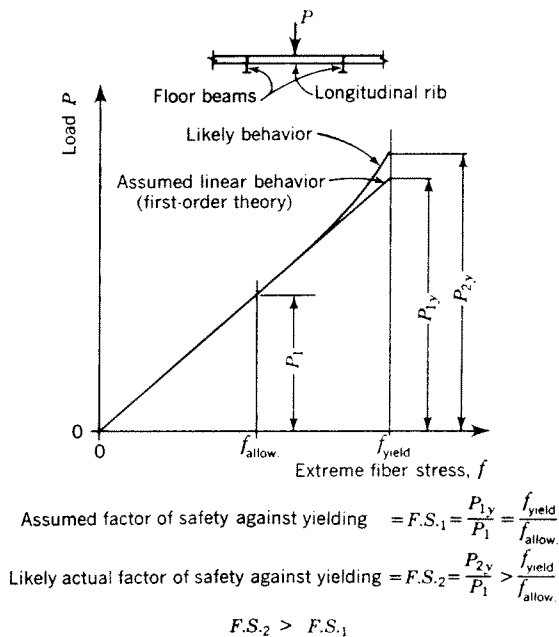 P
Floor beams
Longitudinal rib
Load P
Likely behavior
Assumed linear behavior
(first-order theory)
P₁
P₁y
P₂y
0
0
fallow.
fyield
Extreme fiber stress, f
Assumed factor of safety against yielding = F.S.₁ = P₁y/P₁ = fyield/fallow.
Likely actual factor of safety against yielding = F.S.₂ = P₂y/P₁ > fyield/fallow.
F.S.₂ > F.S.₁